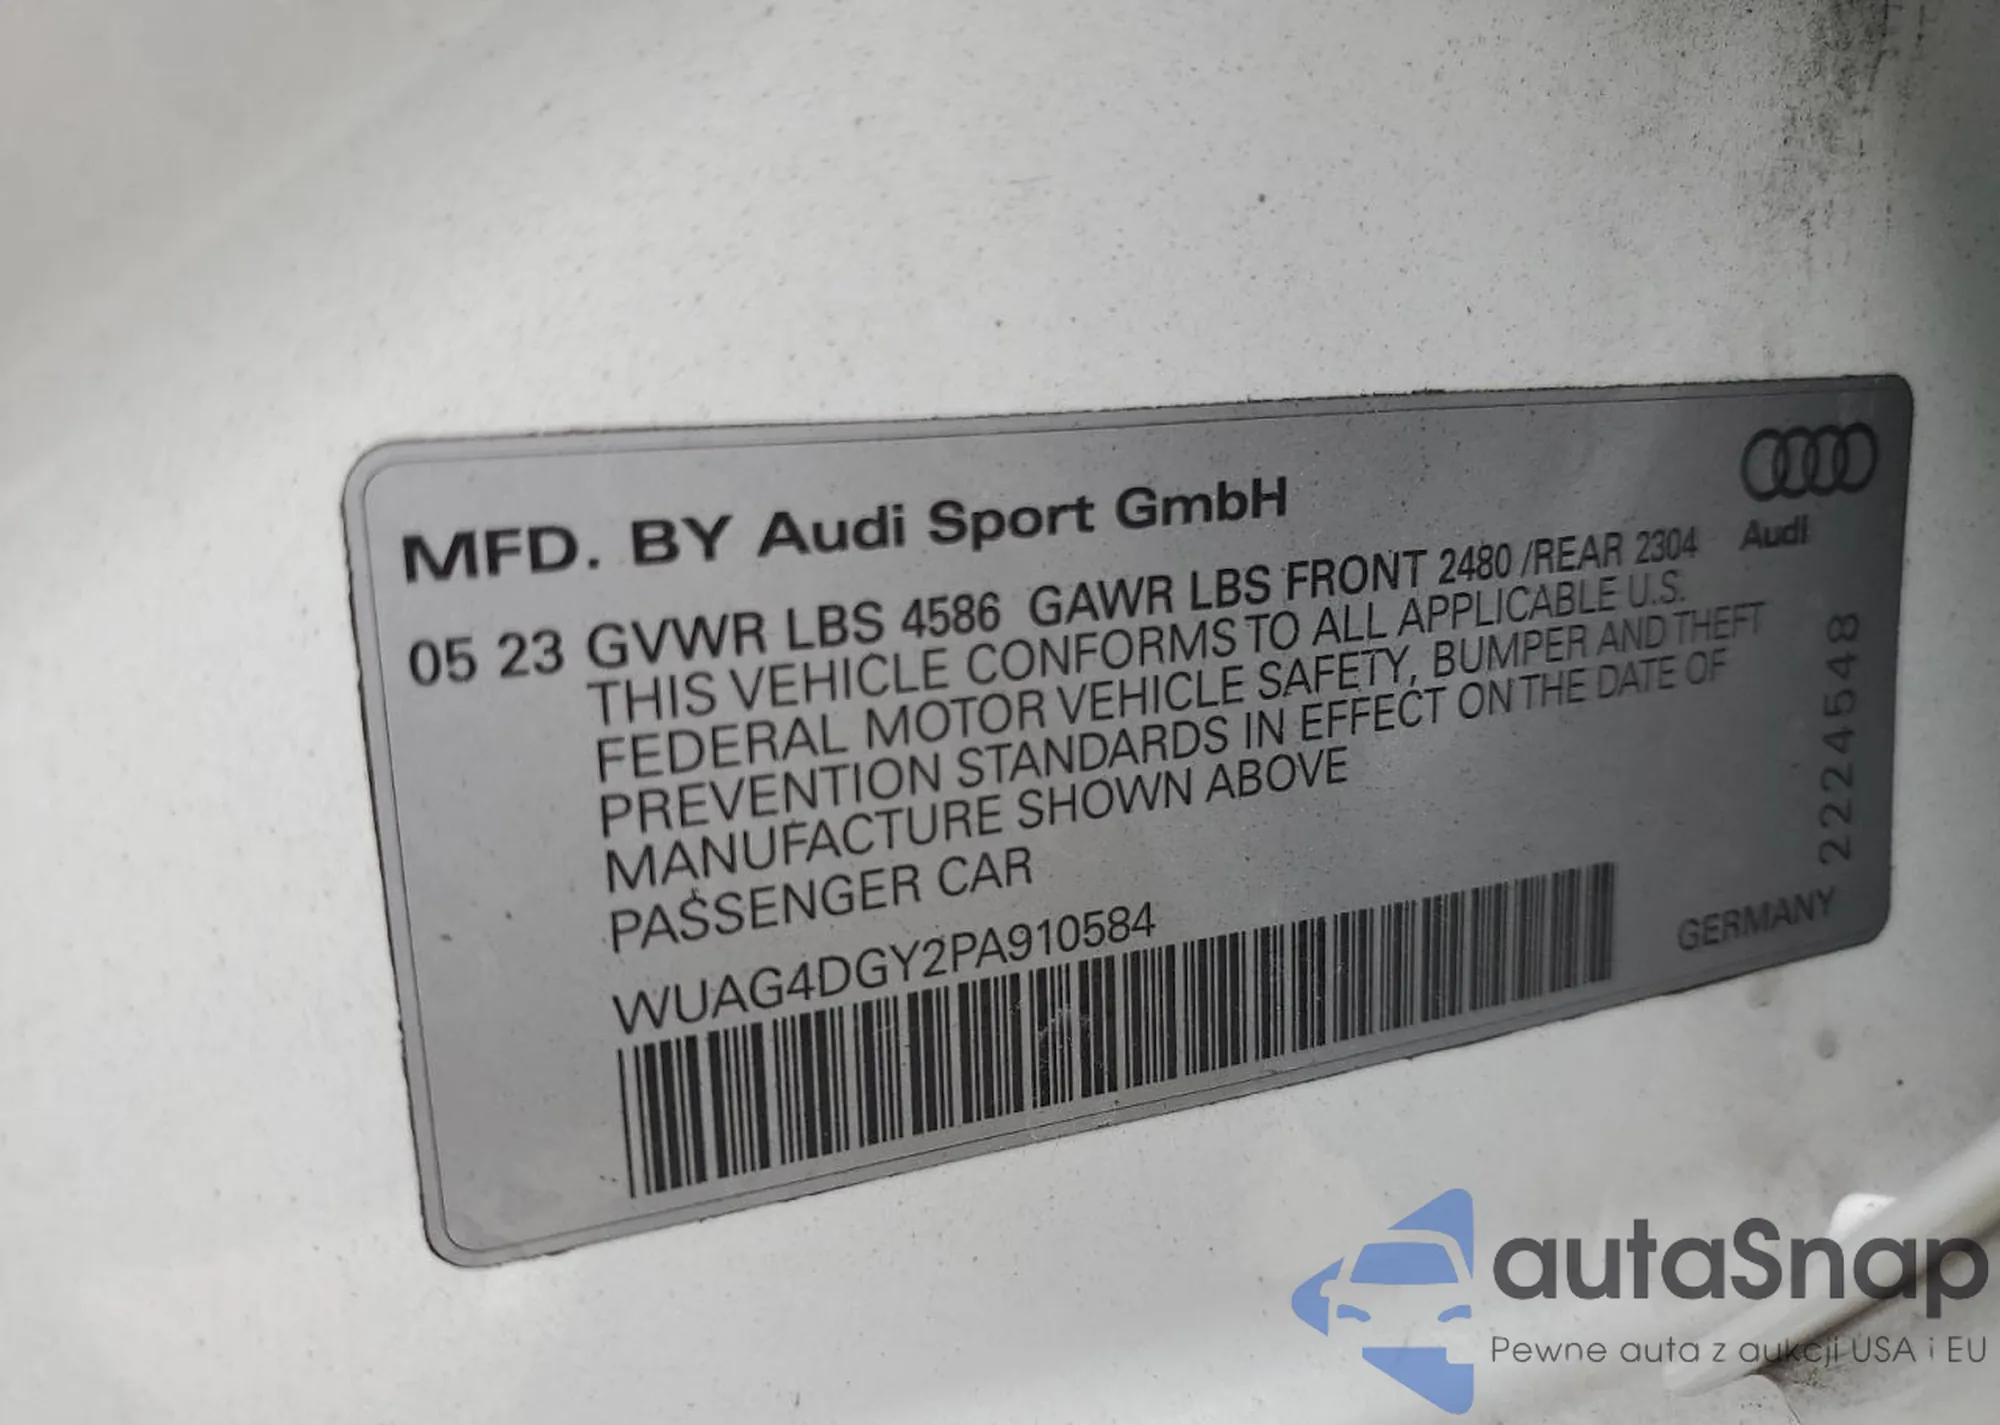 MFD. BY Audi Sport GmbH
Audi
05 23 GVWR LBS 4586 GAWR LBS FRONT 2480 /REAR 2304
THIS VEHICLE CONFORMS TO ALL APPLICABLE U.S.
FEDERAL MOTOR VEHICLE SAFETY, BUMPER AND THEFT
PREVENTION STANDARDS IN EFFECT ON THE DATE OF
MANUFACTURE SHOWN ABOVE
PASSENGER CAR
WUAG4DGY2PA910584
GERMANY
2224548
autaSnap
Pewne auta z aukcji USA i EU